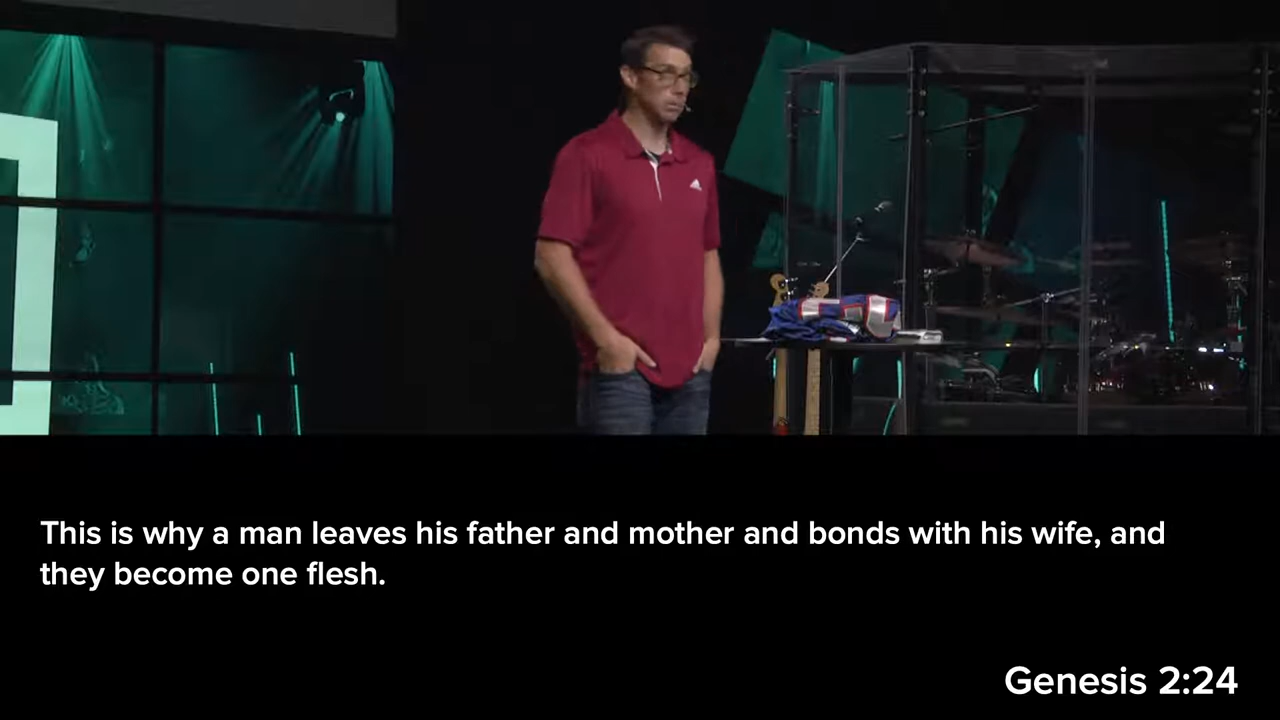 This is why a man leaves his father and mother and bonds with his wife, and
they become one flesh.
Genesis 2:24